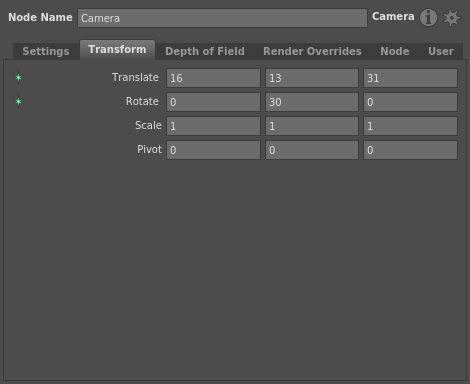 Node Name Camera Camera
Settings Transform Depth of Field Render Overrides Node User
Translate 16 13 31
Rotate 0 30 0
Scale 1 1 1
Pivot 0 0 0